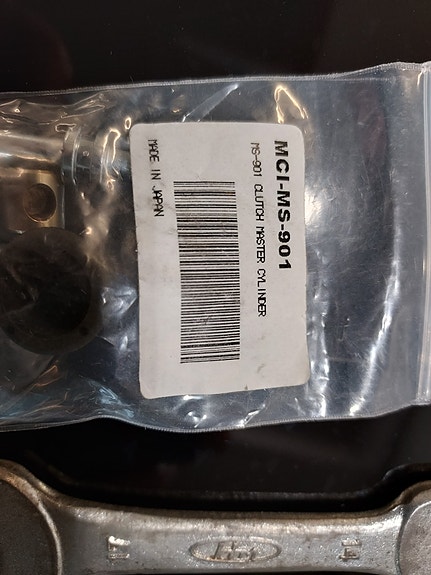 MCI-MS-901
MS-901 CLUTCH MASTER CYLINDER
MADE IN JAPAN